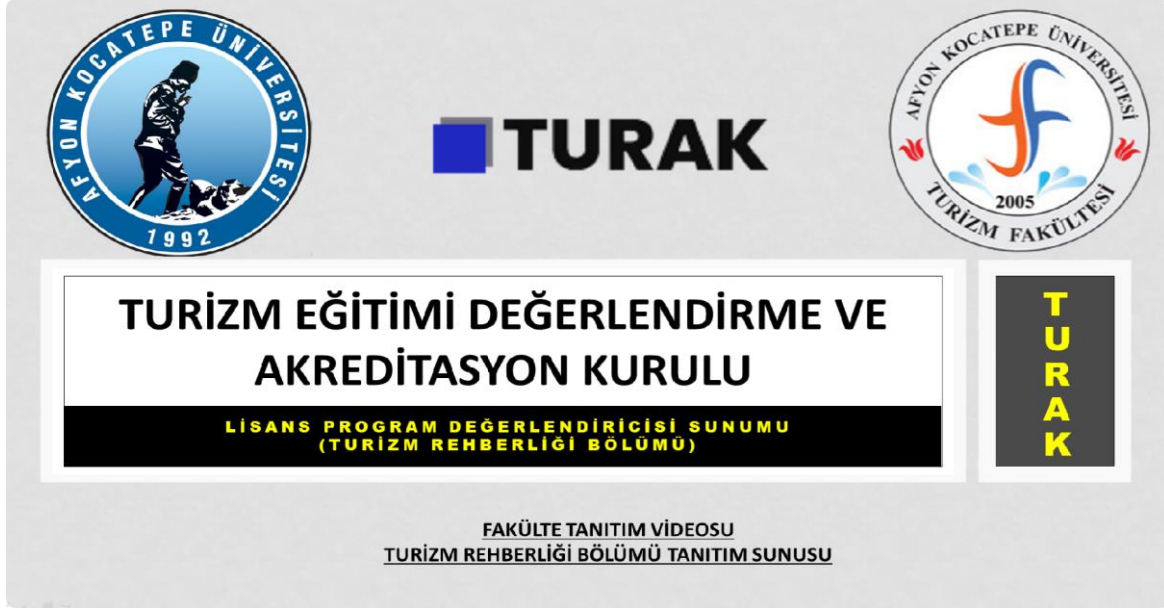 AFYON KOCATEPE ÜNİVERSİTESİ
1992
TURAK
AFYON KOCATEPE ÜNİVERSİTESİ
2005
TURİZM FAKÜLTESİ
TURİZM EĞİTİMİ DEĞERLENDİRME VE
AKREDİTASYON KURULU
LİSANS PROGRAM DEĞERLENDİRİCİSİ SUNUMU
(TURİZM REHBERLİĞİ BÖLÜMÜ)
T
U
R
A
K
FAKÜLTE TANITIM VİDEOSU
TURİZM REHBERLİĞİ BÖLÜMÜ TANITIM SUNUSU